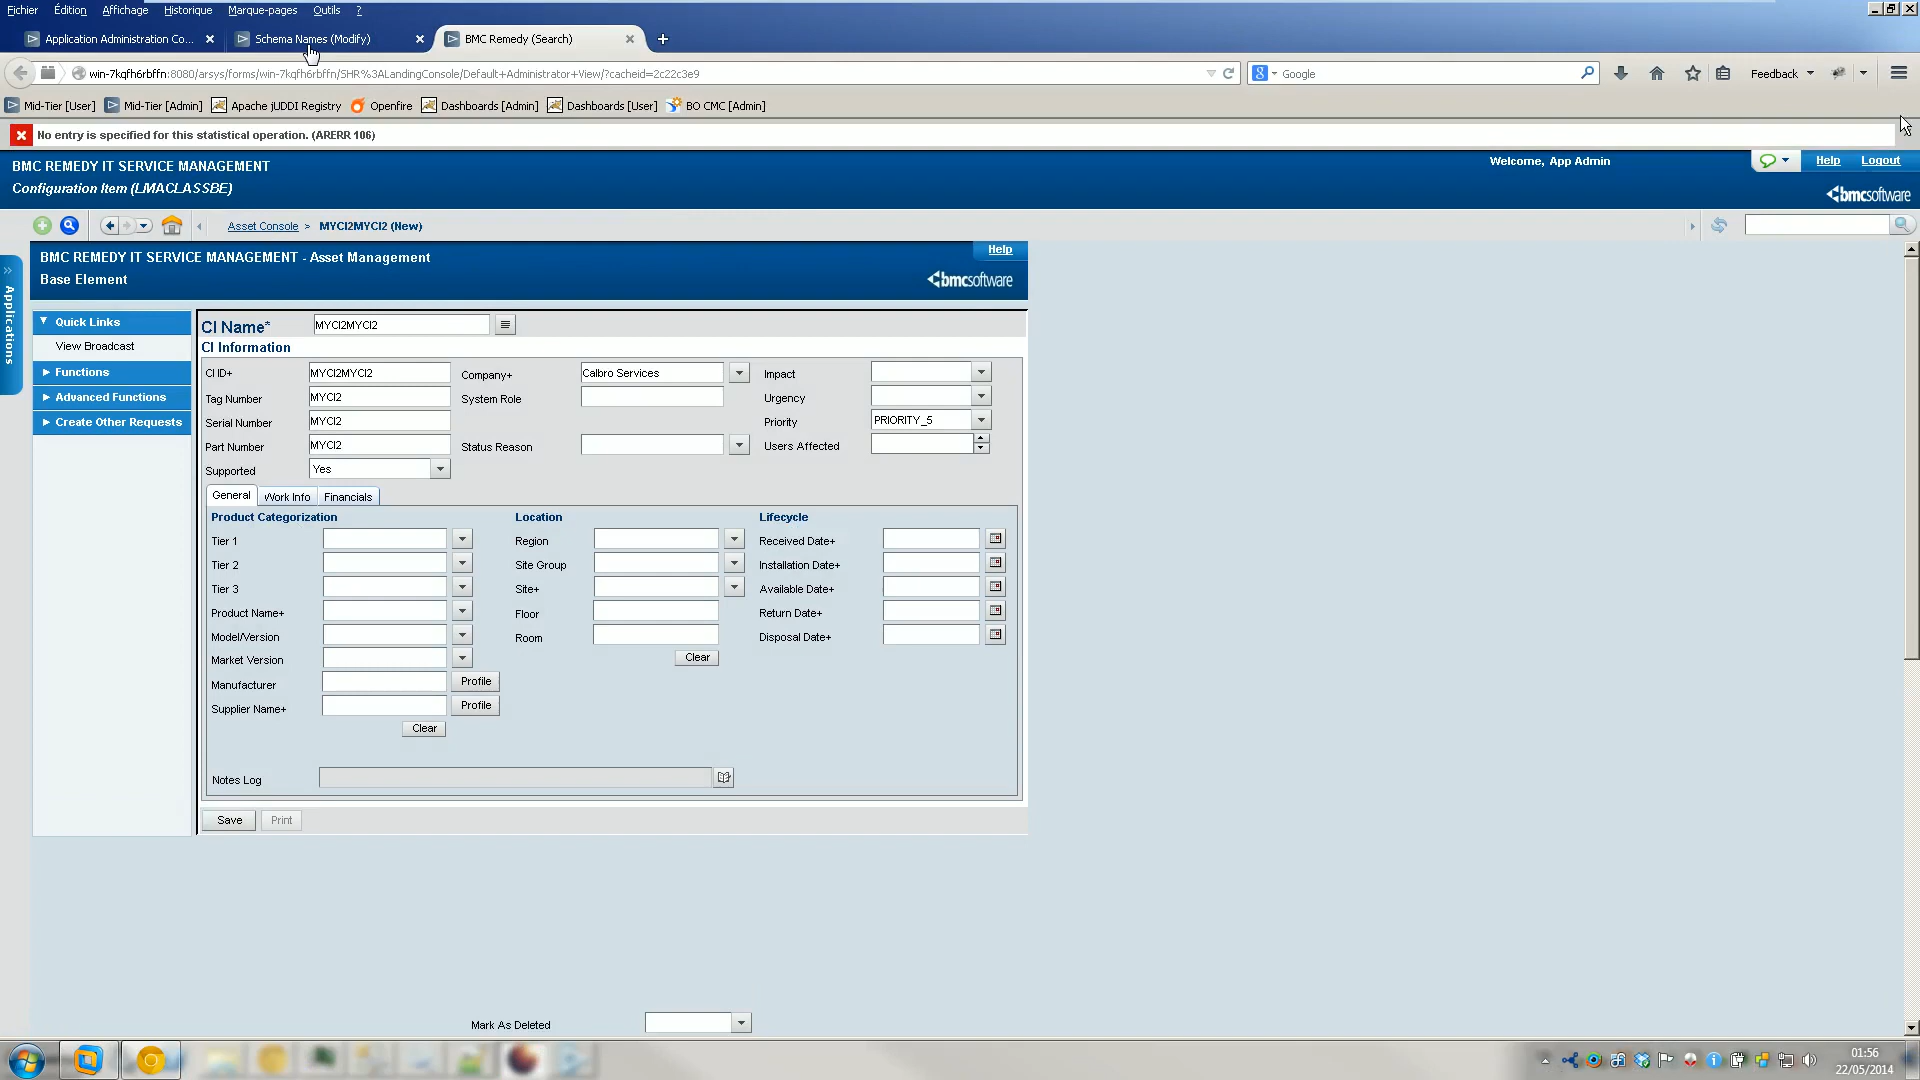 Fichier Édition Affichage Historique Marque-pages Outils ?
Application Administration Co... Schema Names (Modify) BMC Remedy (Search)
win-7kqfh6rbffn:8080/arsys/forms/win-7kqfh6rbffn/SHR%3ALandingConsole/Default+Administrator+View/?cacheid=2c22c3e9 Google Feedback
Mid-Tier [User] Mid-Tier [Admin] Apache jUDDI Registry Openfire Dashboards [Admin] Dashboards [User] BO CMC [Admin]
No entry is specified for this statistical operation. (ARERR 106)
BMC REMEDY IT SERVICE MANAGEMENT Welcome, App Admin Help Logout
Configuration Item (LMACLASSBE) bmcsoftware
Asset Console > MYCI2MYCI2 (New)
Help
BMC REMEDY IT SERVICE MANAGEMENT - Asset Management
Base Element bmcsoftware
Applications
Quick Links
View Broadcast
Functions
Advanced Functions
Create Other Requests
CI Name* MYCI2MYCI2
CI Information
CI ID+ MYCI2MYCI2 Company+ Calbro Services Impact
Tag Number MYCI2 System Role Urgency
Serial Number MYCI2 Priority PRIORITY_5
Part Number MYCI2 Status Reason Users Affected
Supported Yes
General Work Info Financials
Product Categorization Location Lifecycle
Tier 1 Region Received Date+
Tier 2 Site Group Installation Date+
Tier 3 Site+ Available Date+
Product Name+ Floor Return Date+
Model/Version Room Disposal Date+
Market Version Clear
Manufacturer Profile
Supplier Name+ Profile
Clear
Notes Log
Save Print
Mark As Deleted
01:56
22/05/2014